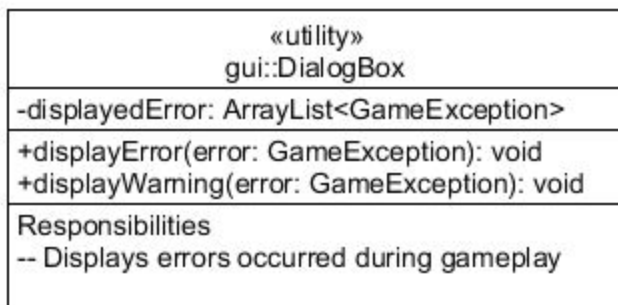 «utility»
gui::DialogBox
-displayedError: ArrayList<GameException>
+displayError(error: GameException): void
+displayWarning(error: GameException): void
Responsibilities
-- Displays errors occurred during gameplay